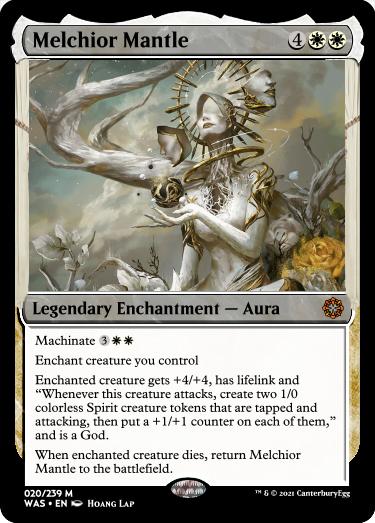 Melchior Mantle 4
Legendary Enchantment — Aura
Machinate 3
Enchant creature you control
Enchanted creature gets +4/+4, has lifelink and
“Whenever this creature attacks, create two 1/0
colorless Spirit creature tokens that are tapped and
attacking, then put a +1/+1 counter on each of them,”
and is a God.
When enchanted creature dies, return Melchior
Mantle to the battlefield.
020/239 M
WAS • EN Hoang Lap
™ & © 2021 CanterburyEgg